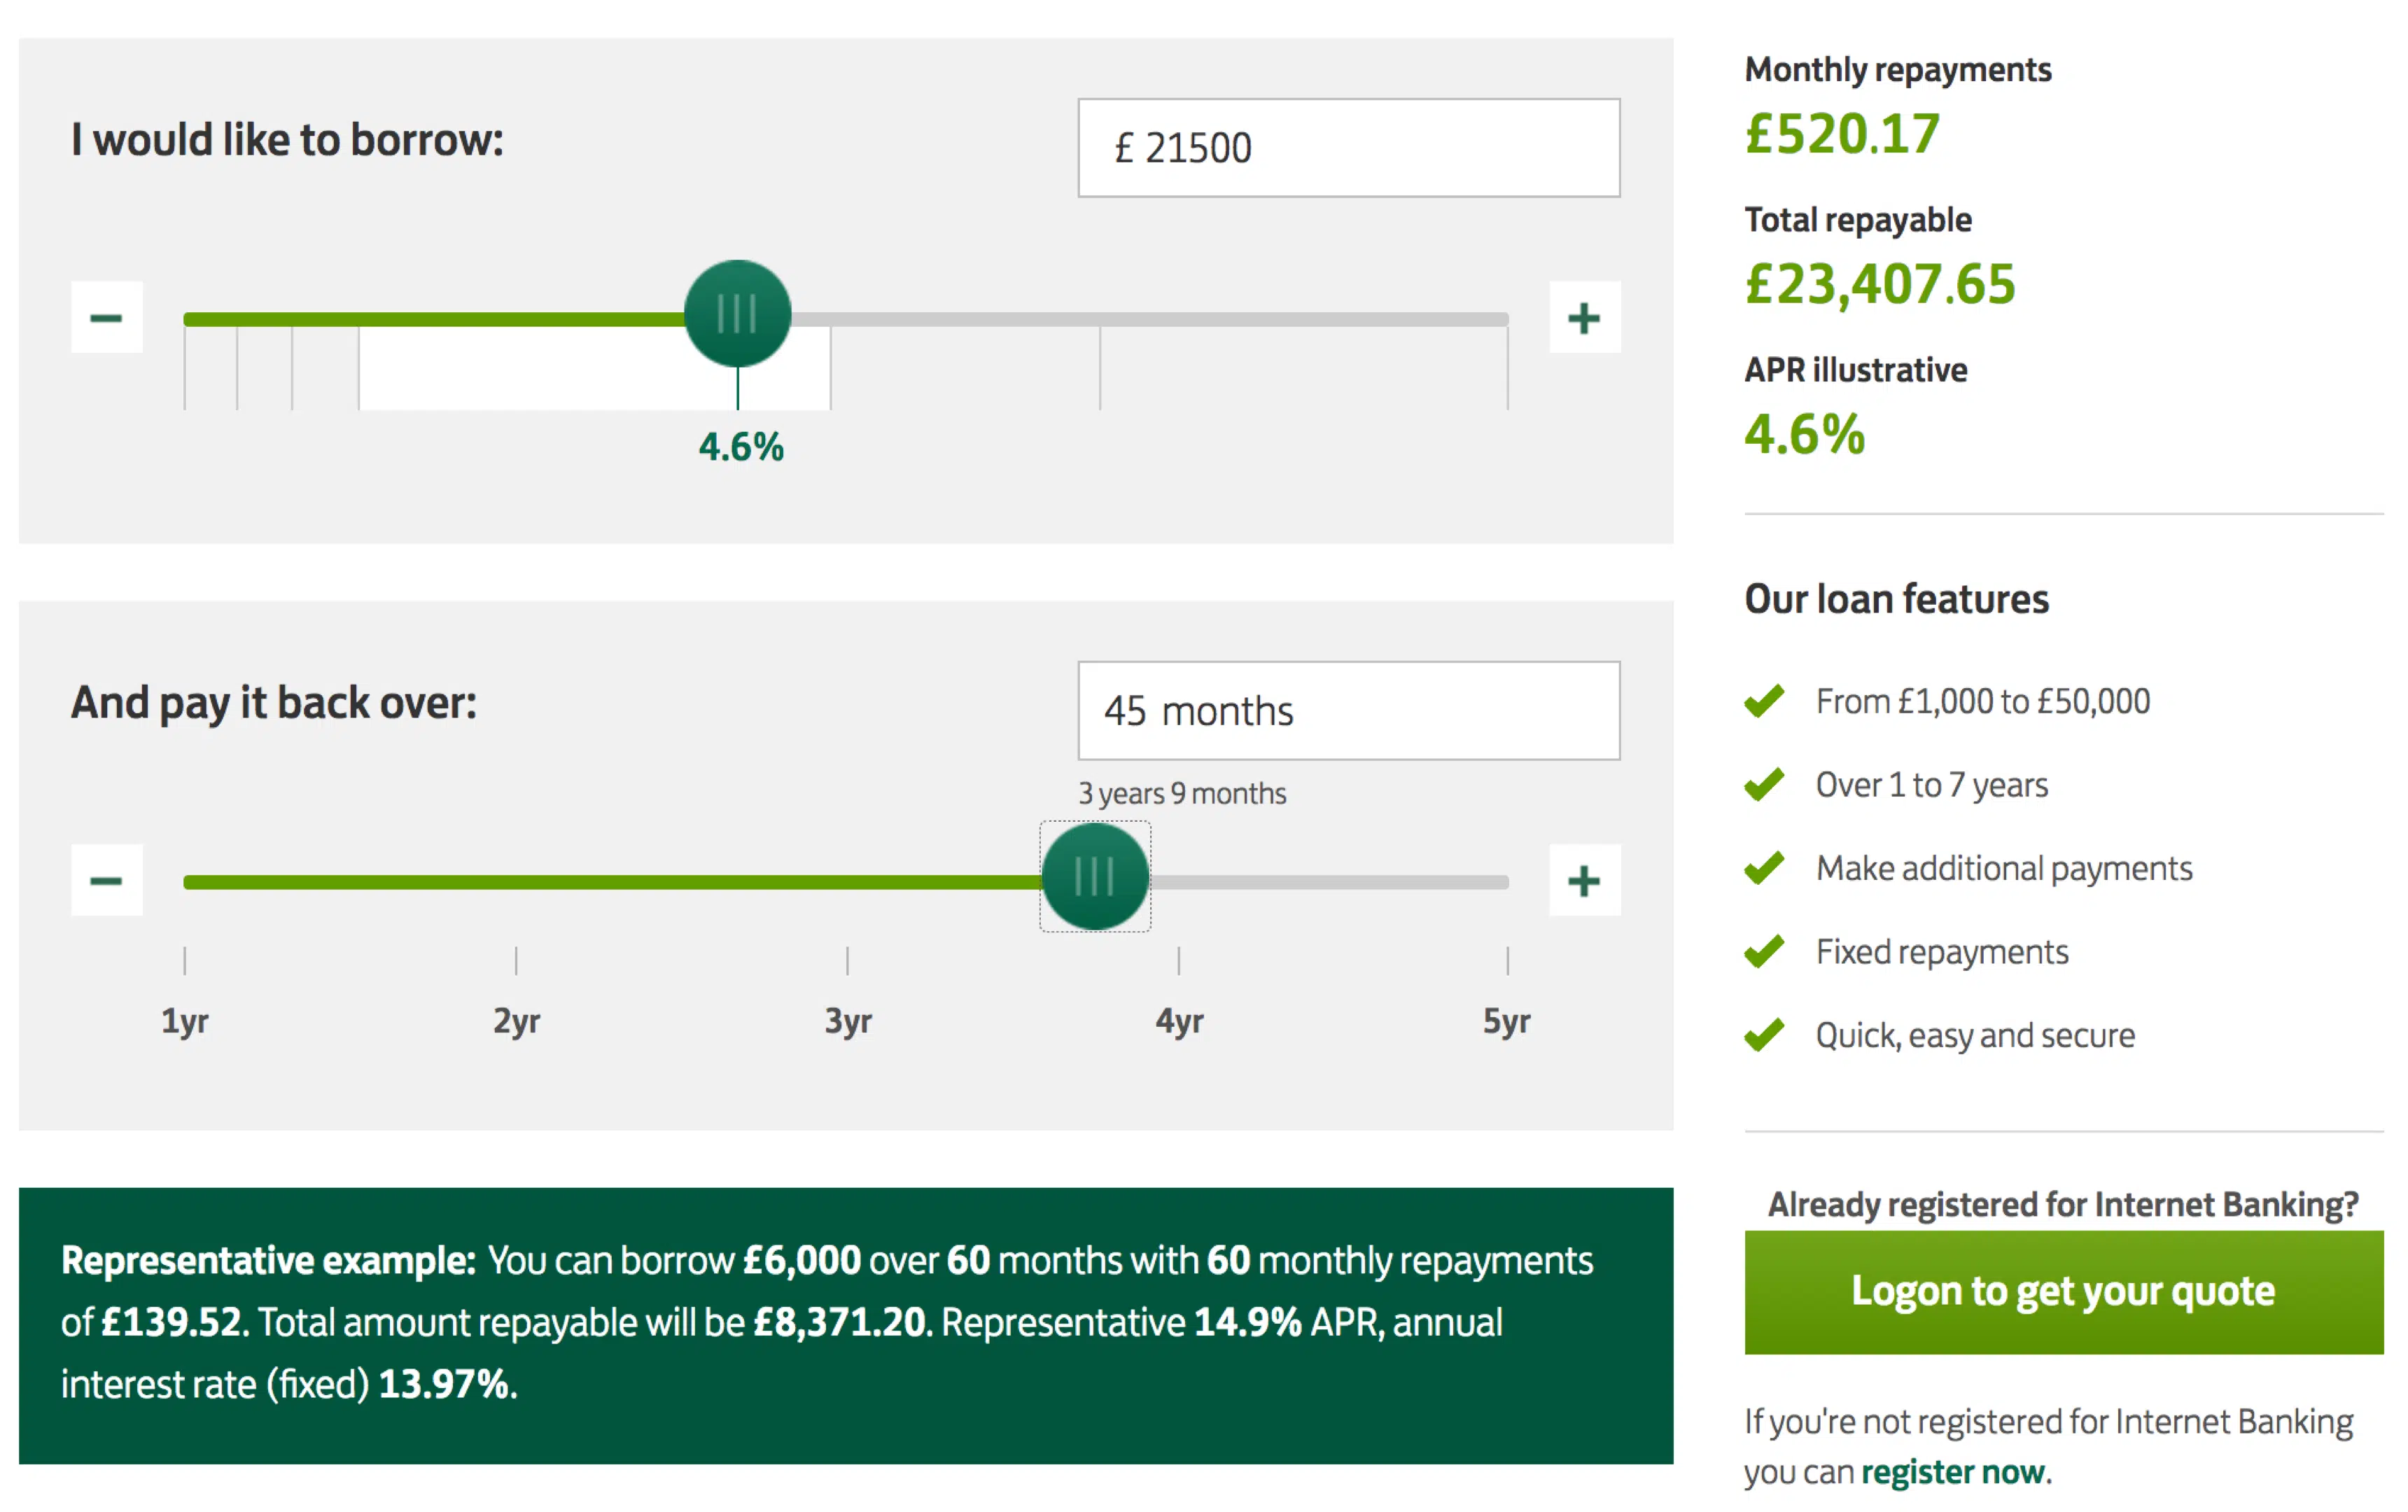 I would like to borrow:
£ 21500
4.6%
And pay it back over:
45 months
3 years 9 months
1yr 2yr 3yr 4yr 5yr
Representative example: You can borrow £6,000 over 60 months with 60 monthly repayments
of £139.52. Total amount repayable will be £8,371.20. Representative 14.9% APR, annual
interest rate (fixed) 13.97%.
Monthly repayments
£520.17
Total repayable
£23,407.65
APR illustrative
4.6%
Our loan features
From £1,000 to £50,000
Over 1 to 7 years
Make additional payments
Fixed repayments
Quick, easy and secure
Already registered for Internet Banking?
Logon to get your quote
If you're not registered for Internet Banking
you can register now.